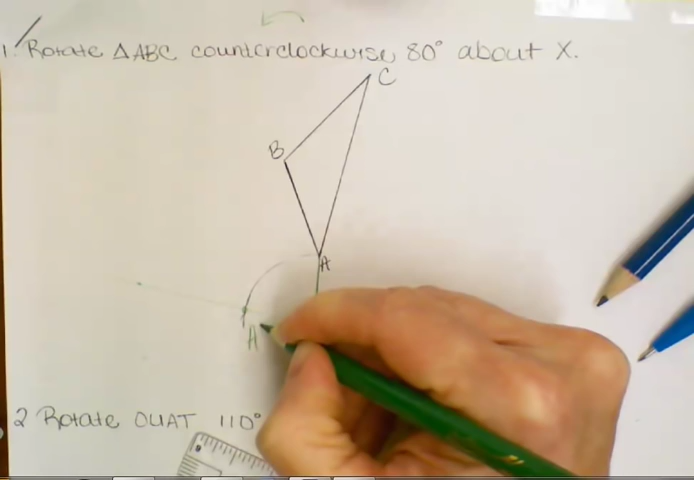 1. Rotate △ABC counterclockwise 80° about X.
C
B
A
A
2 Rotate QUAT 110°